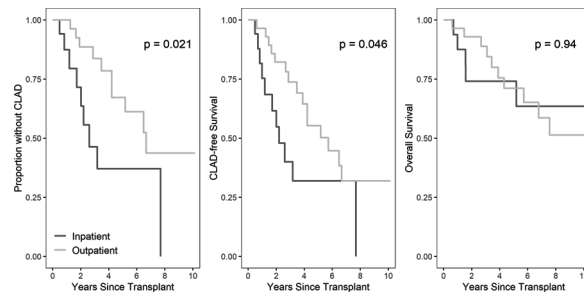 Proportion without CLAD
1.00
0.75
0.50
0.25
0.00
p = 0.021
Inpatient
Outpatient
0 2 4 6 8 10
Years Since Transplant
CLAD-free Survival
1.00
0.75
0.50
0.25
0.00
p = 0.046
0 2 4 6 8 10
Years Since Transplant
Overall Survival
1.00
0.75
0.50
0.25
0.00
p = 0.94
0 2 4 6 8 10
Years Since Transplant